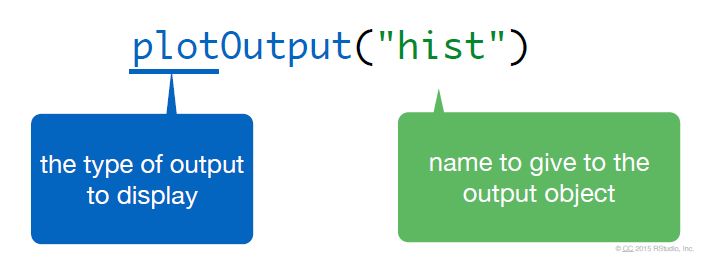 plotOutput("hist")
the type of output
to display
name to give to the
output object
© CC 2015 RStudio, Inc.